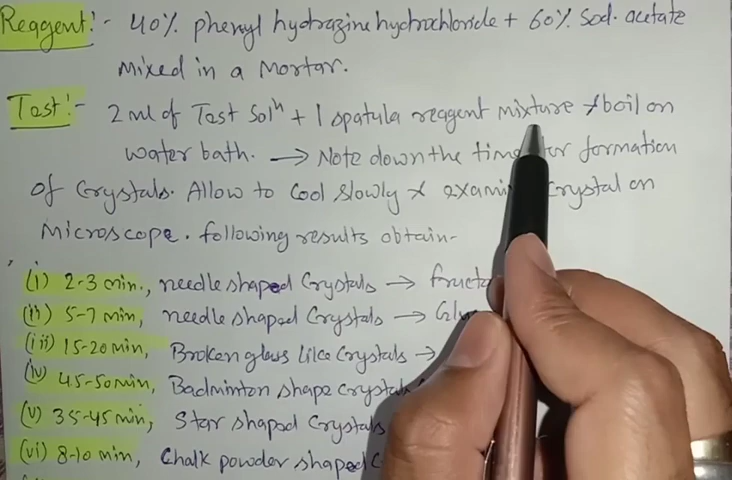 Reagent:- 40% phenyl hydrazine hydrochloride + 60% Sod. acetate
mixed in a Mortar.
Test:- 2 ml of Test Solⁿ + 1 spatula reagent mixture & boil on
water bath. → Note down the time for formation
of Crystals. Allow to Cool slowly & Crystal on
Microscope. following results obtain-
(i) 2-3 min., needle shaped Crystals →
(ii) 5-7 min, needle shaped Crystals →
(iii) 15-20 min, Broken glass like Crystals →
(iv) 45-50 min, Badminton shape Crystals
(v) 35-45 min, Star shaped Crystals
(vi) 8-10 min, Chalk powder shaped